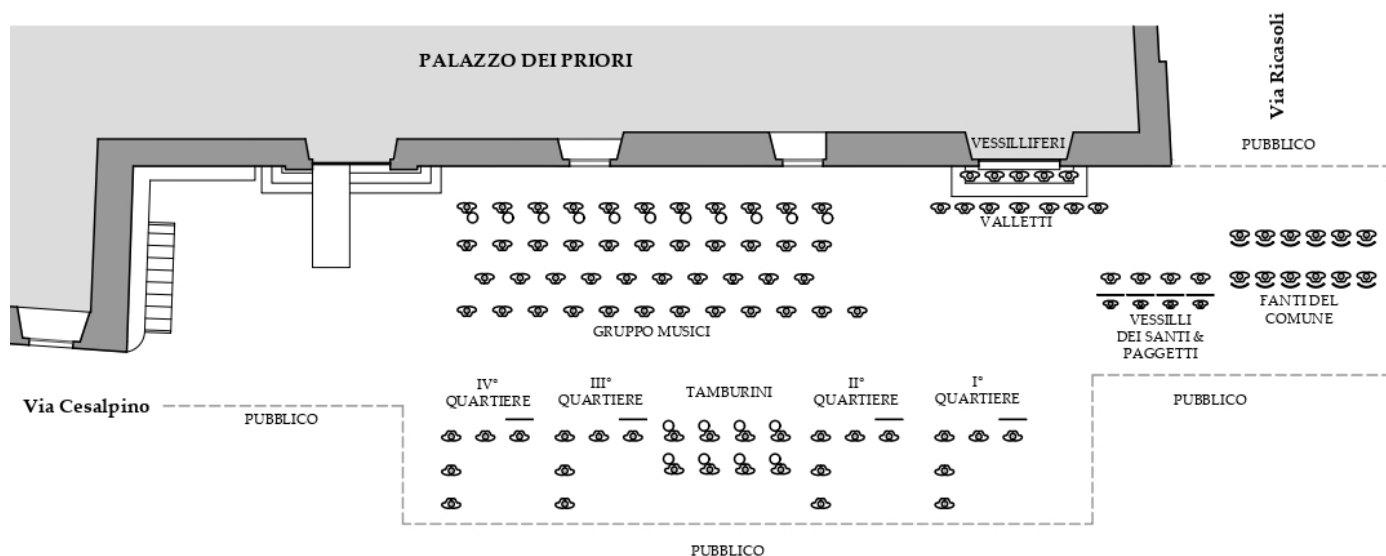 PALAZZO DEI PRIORI
Via Ricasoli
VESSILLIFERI
PUBBLICO
VALLETTI
GRUPPO MUSICI
FANTI DEL
COMUNE
VESSILLI
DEI SANTI &
PAGGETTI
Via Cesalpino
PUBBLICO
IV°
QUARTIERE
III°
QUARTIERE
TAMBURINI
II°
QUARTIERE
I°
QUARTIERE
PUBBLICO
PUBBLICO